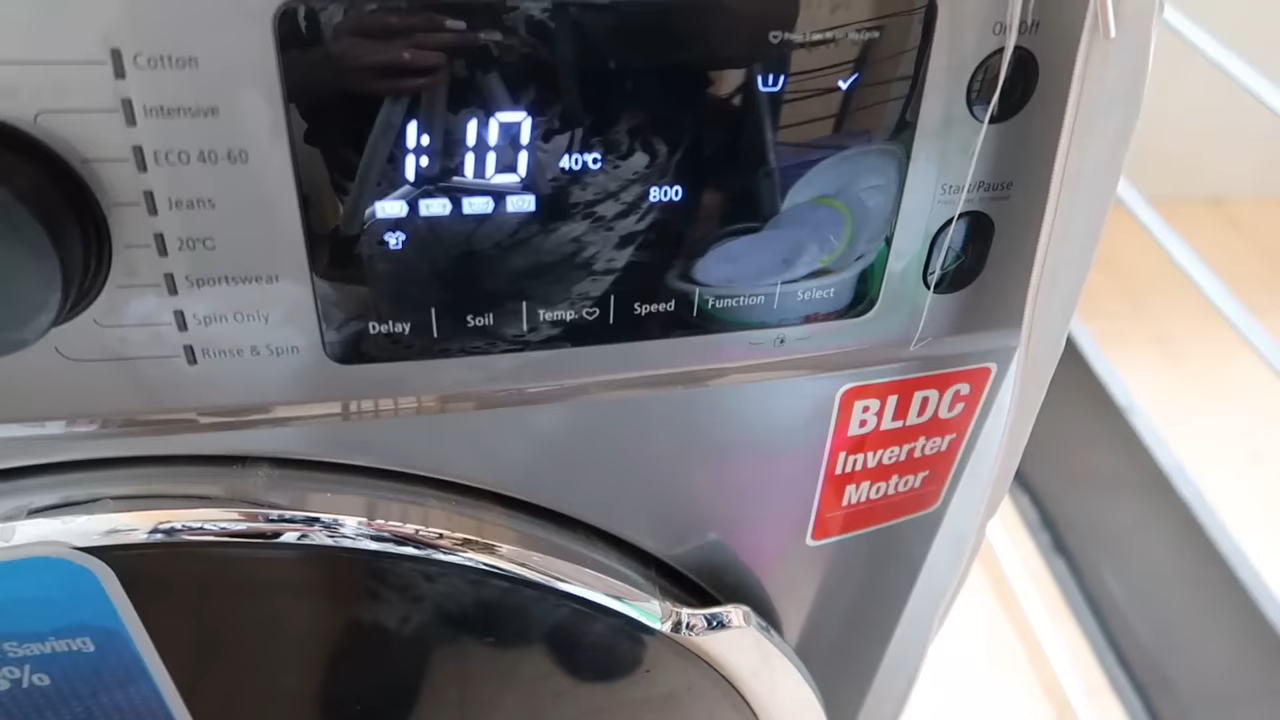 Cotton
Intensive
ECO 40-60
Jeans
20°C
Sportswear
Spin Only
Rinse & Spin
1:10
40°C
800
Delay
Soil
Temp.
Speed
Function
Select
On/Off
Start/Pause
BLDC
Inverter
Motor
Saving
%